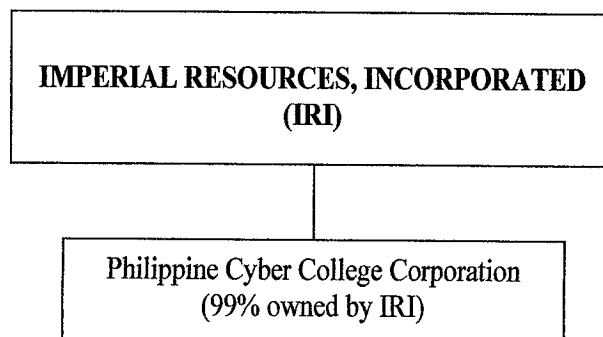 IMPERIAL RESOURCES, INCORPORATED
(IRI)
Philippine Cyber College Corporation
(99% owned by IRI)